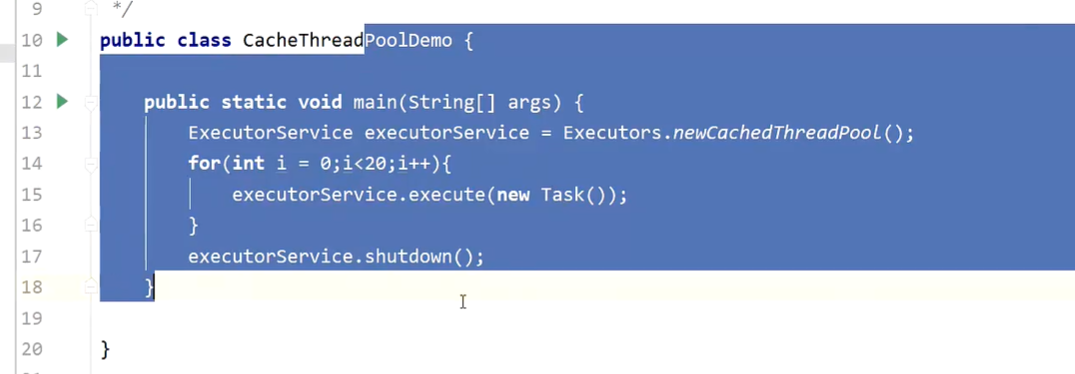 9 */
10 public class CacheThreadPoolDemo {
11
12 public static void main(String[] args) {
13 ExecutorService executorService = Executors.newCachedThreadPool();
14 for(int i = 0;i<20;i++){
15 executorService.execute(new Task());
16 }
17 executorService.shutdown();
18 }
19
20 }